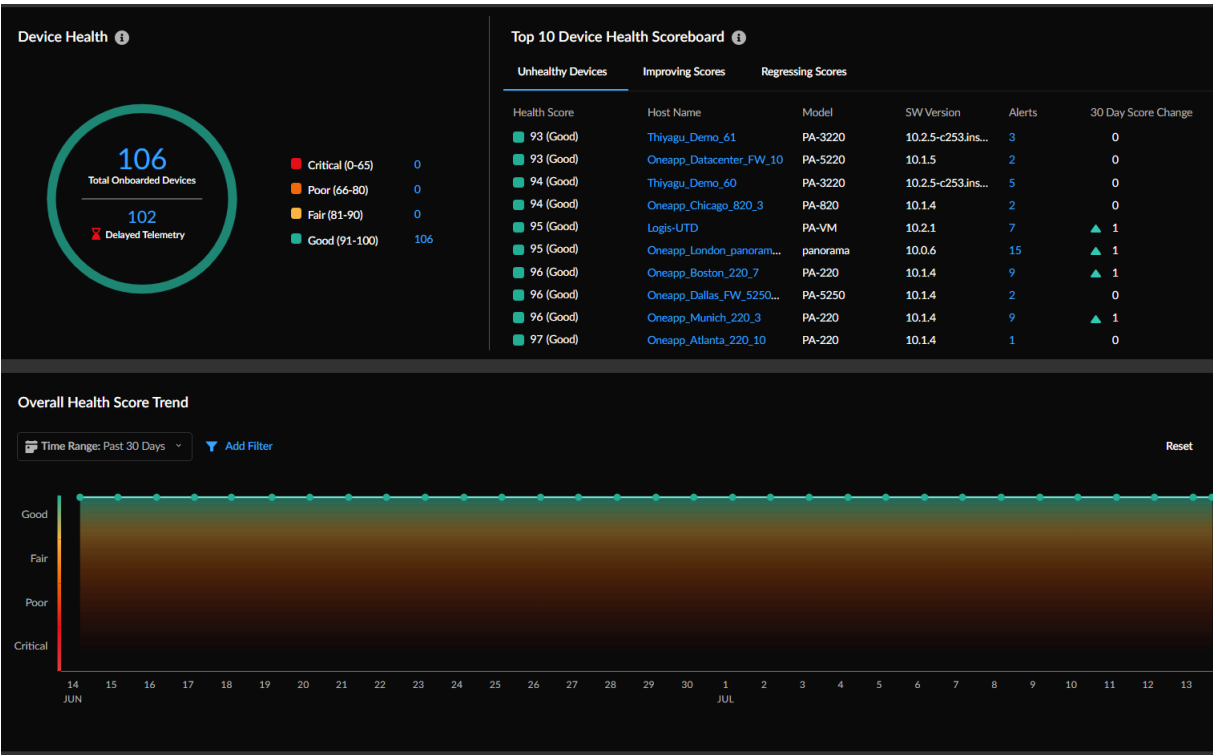 Device Health
106
Total Onboarded Devices
102
Delayed Telemetry
Critical (0-65) 0
Poor (66-80) 0
Fair (81-90) 0
Good (91-100) 106
Top 10 Device Health Scoreboard
Unhealthy Devices Improving Scores Regressing Scores
Health Score Host Name Model SW Version Alerts 30 Day Score Change
93 (Good) Thiyagu_Demo_61 PA-3220 10.2.5-c253.ins... 3 0
93 (Good) Oneapp_Datacenter_FW_10 PA-5220 10.1.5 2 0
94 (Good) Thiyagu_Demo_60 PA-3220 10.2.5-c253.ins... 5 0
94 (Good) Oneapp_Chicago_820_3 PA-820 10.1.4 2 0
95 (Good) Logis-UTD PA-VM 10.2.1 7 1
95 (Good) Oneapp_London_panoram... panorama 10.0.6 15 1
96 (Good) Oneapp_Boston_220_7 PA-220 10.1.4 9 1
96 (Good) Oneapp_Dallas_FW_5250... PA-5250 10.1.4 2 0
96 (Good) Oneapp_Munich_220_3 PA-220 10.1.4 9 1
97 (Good) Oneapp_Atlanta_220_10 PA-220 10.1.4 1 0
Overall Health Score Trend
Time Range: Past 30 Days Add Filter Reset
Good
Fair
Poor
Critical
14 15 16 17 18 19 20 21 22 23 24 25 26 27 28 29 30 1 2 3 4 5 6 7 8 9 10 11 12 13
JUN JUL